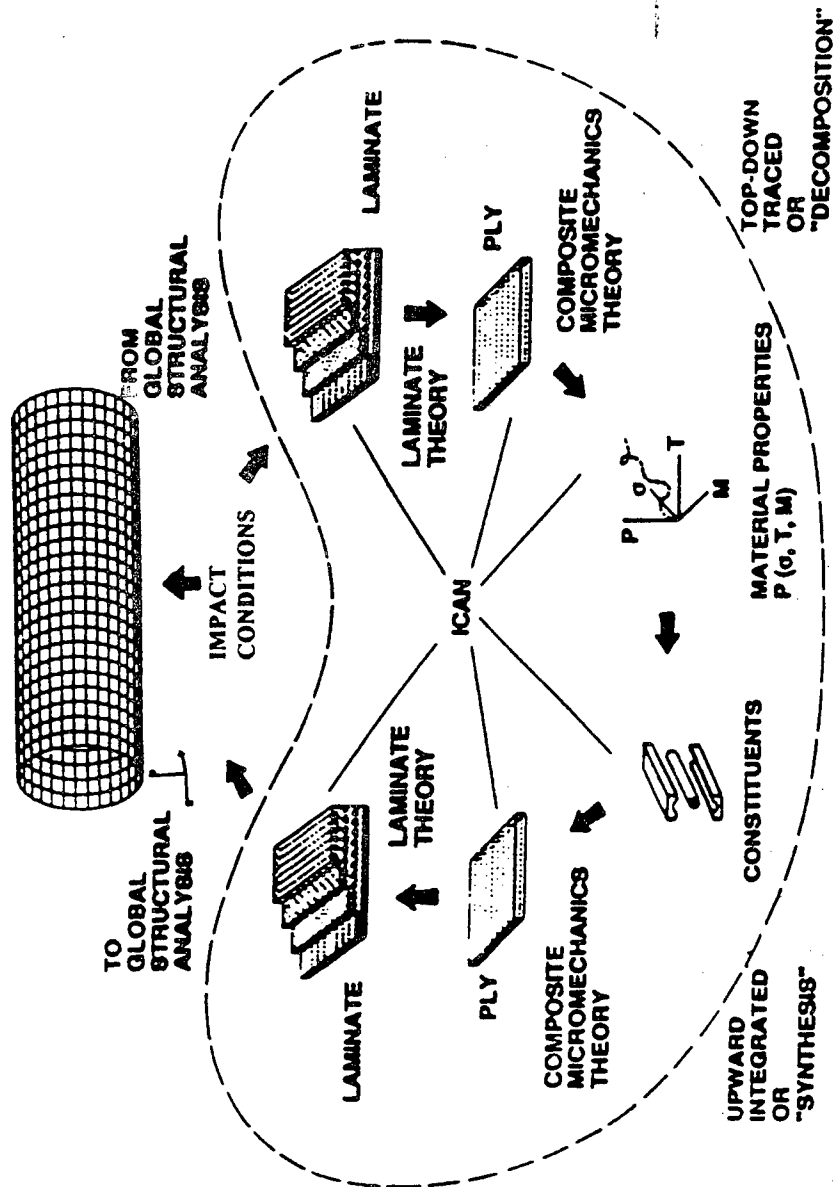 TO
GLOBAL
STRUCTURAL
ANALYSIS
IMPACT
CONDITIONS
FROM
GLOBAL
STRUCTURAL
ANALYSIS
LAMINATE
LAMINATE
THEORY
LAMINATE
THEORY
LAMINATE
PLY
ICAN
PLY
COMPOSITE
MICROMECHANICS
THEORY
COMPOSITE
MICROMECHANICS
THEORY
P
σ
T
M
CONSTITUENTS
MATERIAL PROPERTIES
P (σ, T, M)
UPWARD
INTEGRATED
OR
"SYNTHESIS"
TOP-DOWN
TRACED
OR
"DECOMPOSITION"